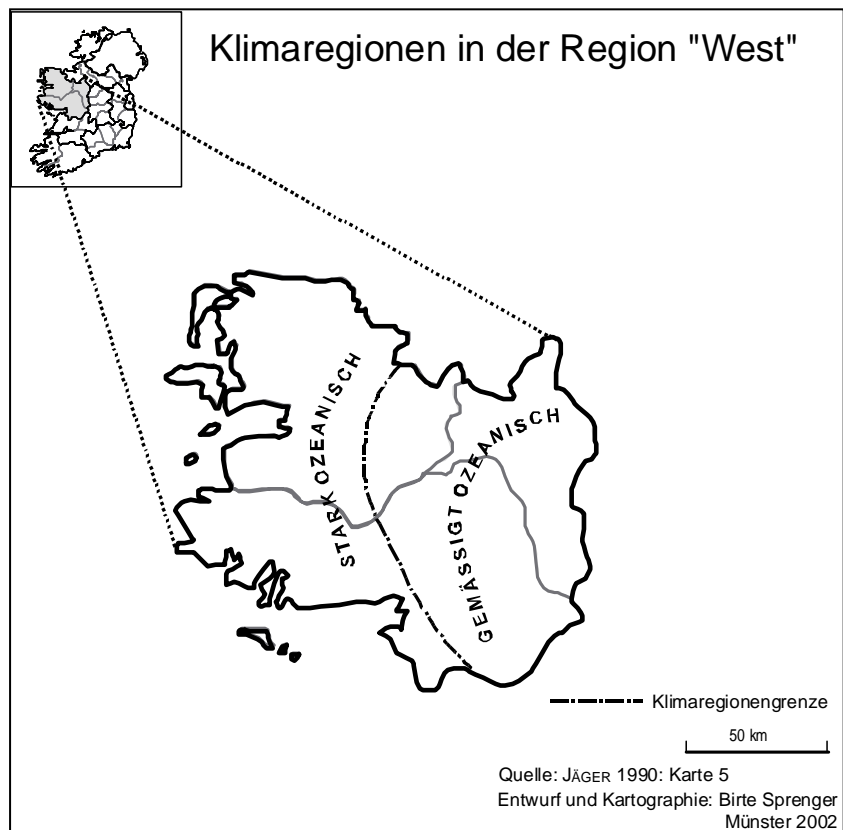 Klimaregionen in der Region "West"
STARK OZEANISCH
GEMÄSSIGT OZEANISCH
Klimaregionengrenze
50 km
Quelle: JÄGER 1990: Karte 5
Entwurf und Kartographie: Birte Sprenger
Münster 2002